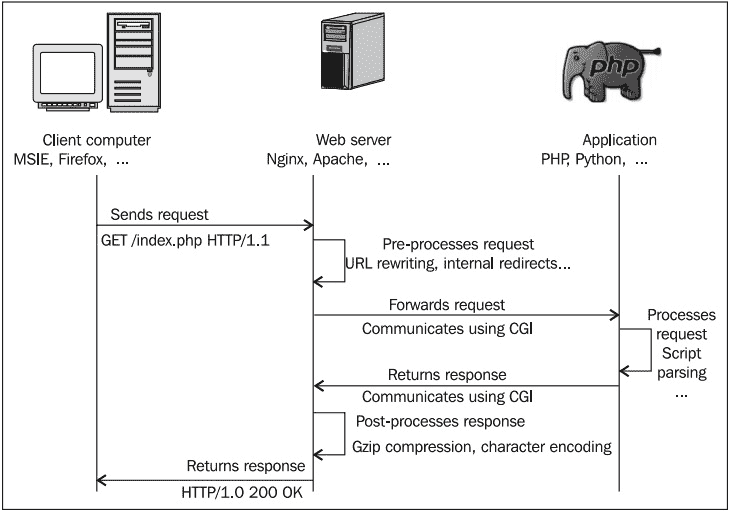 php
Client computer
MSIE, Firefox, ...
Web server
Nginx, Apache, ...
Application
PHP, Python, ...
Sends request
GET /index.php HTTP/1.1
Pre-processes request
URL rewriting, internal redirects...
Forwards request
Communicates using CGI
Processes
request
Script
parsing
...
Returns response
Communicates using CGI
Post-processes response
Gzip compression, character encoding
Returns response
HTTP/1.0 200 OK